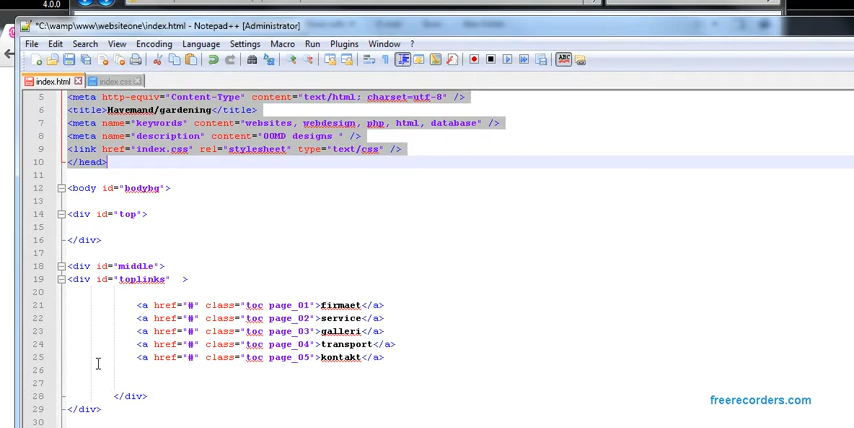 4.0.0
*C:\wamp\www\websiteone\index.html - Notepad++ [Administrator]
File Edit Search View Encoding Language Settings Macro Run Plugins Window ?
index.html index.css
5 <meta http-equiv="Content-Type" content="text/html; charset=utf-8" />
6 <title>Havemand/gardening</title>
7 <meta name="keywords" content="websites, webdesign, php, html, database" />
8 <meta name="description" content="OOMD designs " />
9 <link href="index.css" rel="stylesheet" type="text/css" />
10 </head>
11
12 <body id="bodybg">
13
14 <div id="top">
15
16 </div>
17
18 <div id="middle">
19 <div id="toplinks" >
20
21 <a href="#" class="toc page_01">firmaet</a>
22 <a href="#" class="toc page_02">service</a>
23 <a href="#" class="toc page_03">galleri</a>
24 <a href="#" class="toc page_04">transport</a>
25 <a href="#" class="toc page_05">kontakt</a>
26
27
28 </div>
29 </div>
30
freerecorders.com